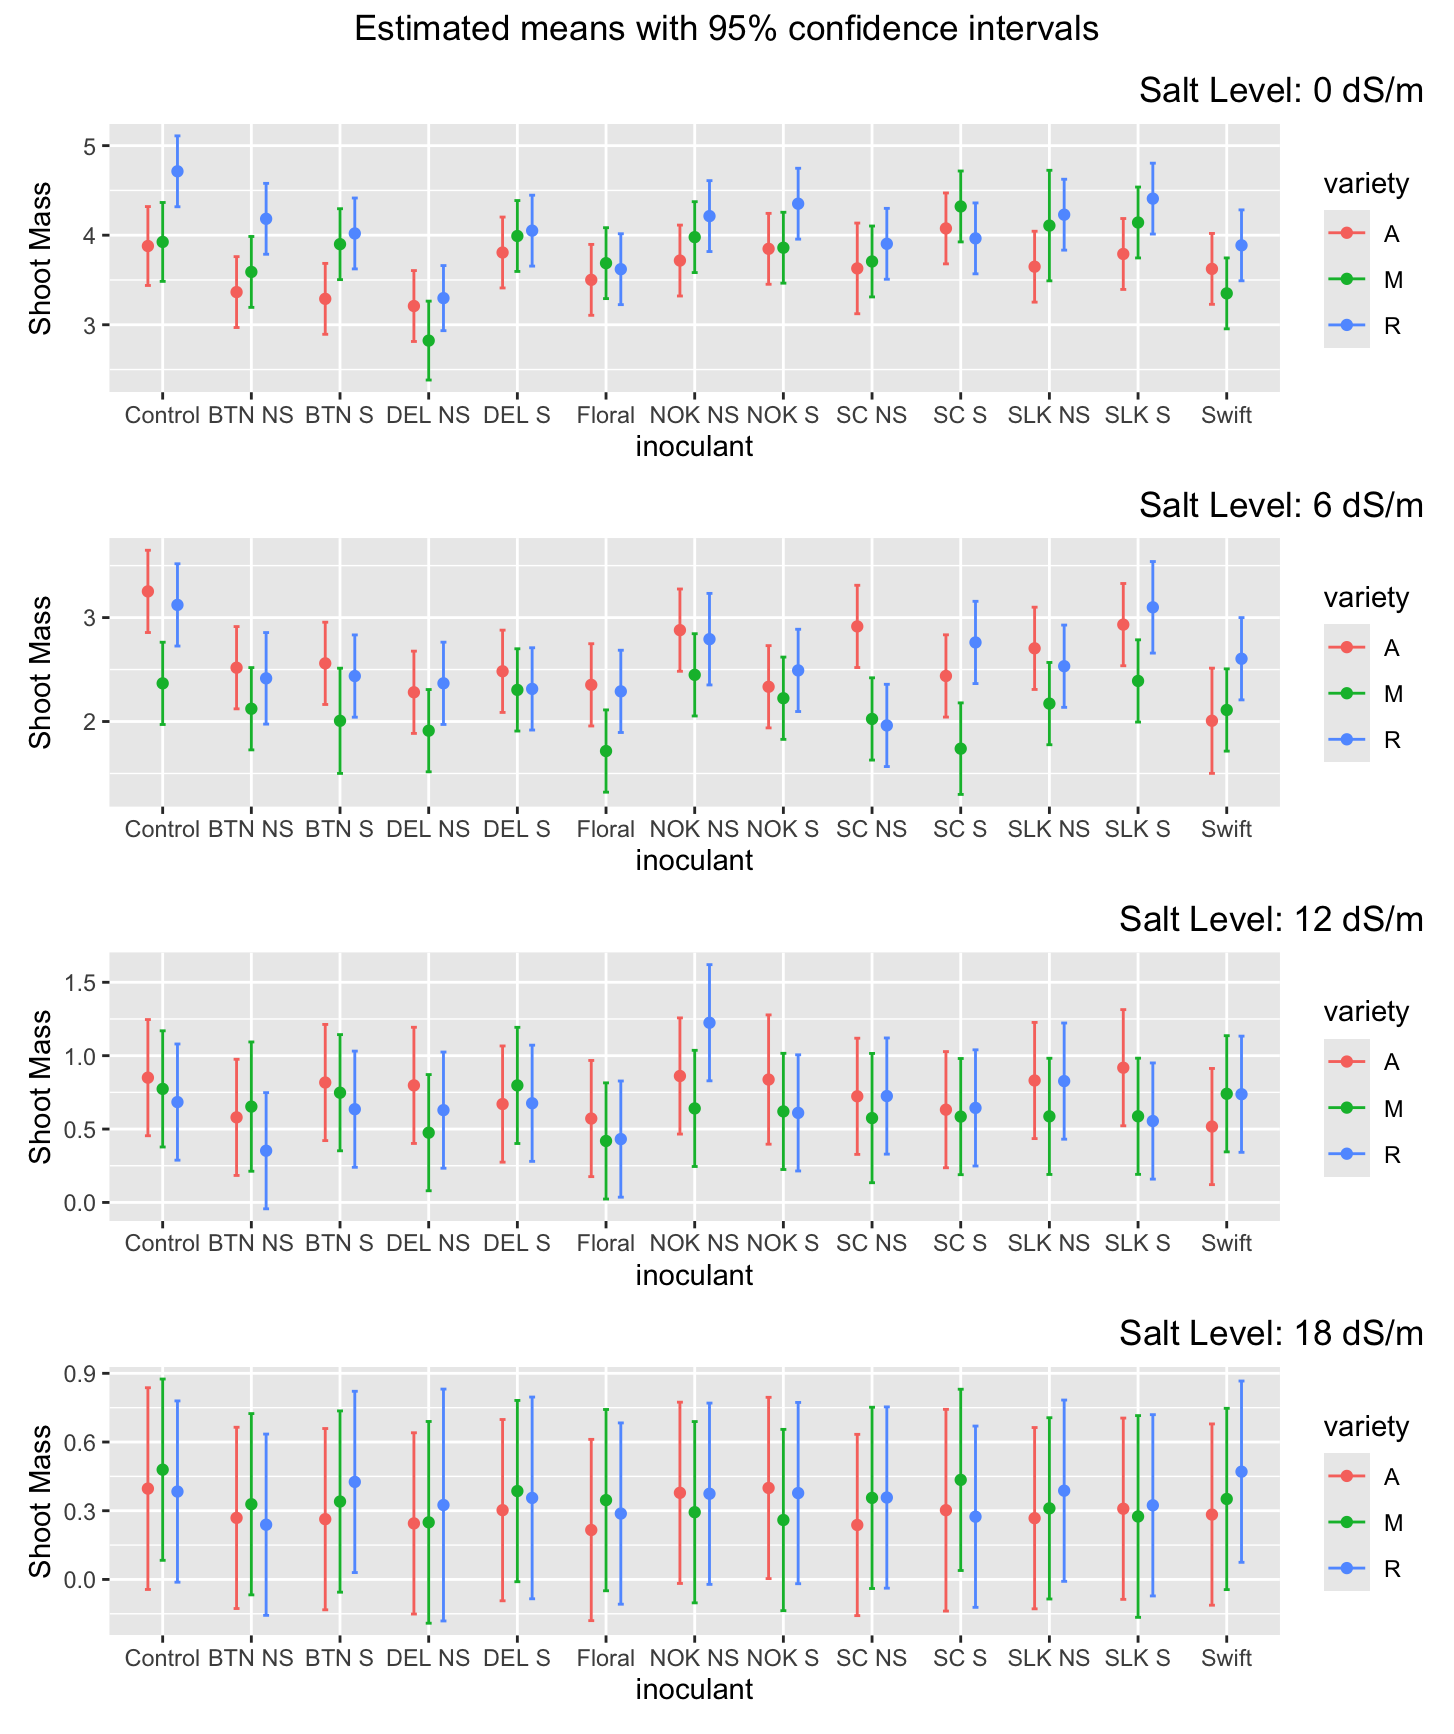 Estimated means with 95% confidence intervals
Salt Level: 0 dS/m
5
4
3
Shoot Mass
Control BTN NS BTN S DEL NS DEL S Floral NOK NS NOK S SC NS SC S SLK NS SLK S Swift
inoculant
variety
A
M
R
Salt Level: 6 dS/m
3
2
Shoot Mass
Control BTN NS BTN S DEL NS DEL S Floral NOK NS NOK S SC NS SC S SLK NS SLK S Swift
inoculant
variety
A
M
R
Salt Level: 12 dS/m
1.5
1.0
0.5
0.0
Shoot Mass
Control BTN NS BTN S DEL NS DEL S Floral NOK NS NOK S SC NS SC S SLK NS SLK S Swift
inoculant
variety
A
M
R
Salt Level: 18 dS/m
0.9
0.6
0.3
0.0
Shoot Mass
Control BTN NS BTN S DEL NS DEL S Floral NOK NS NOK S SC NS SC S SLK NS SLK S Swift
inoculant
variety
A
M
R